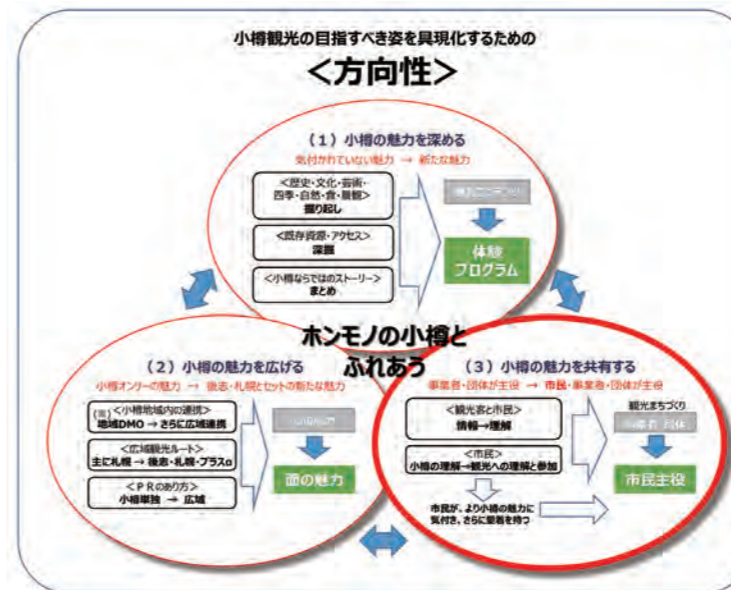 小樽観光の目指すべき姿を具現化するための
＜方向性＞
（1）小樽の魅力を深める
気付かれていない魅力 → 新たな魅力
＜歴史・文化・芸術・
四季・自然・食・景観＞
掘り起し
＜既存資源・アクセス＞
深掘
＜小樽ならではのストーリー＞
まとめ
体験
プログラム
ホンモノの小樽と
ふれあう
（2）小樽の魅力を広げる
小樽オンリーの魅力 → 後志・札幌とセットの新たな魅力
＜小樽地域内の連携＞
地域DMO → さらに広域連携
＜広域観光ルート＞
主に札幌 → 後志・札幌・プラスα
＜ＰＲのあり方＞
小樽単独 → 広域
面の魅力
（3）小樽の魅力を共有する
事業者・団体が主役 → 市民・事業者・団体が主役
＜観光客と市民＞
情報→理解
＜市民＞
小樽の理解→観光への理解と参加
市民が、より小樽の魅力に
気付き、さらに愛着を持つ
観光まちづくり
市民主役